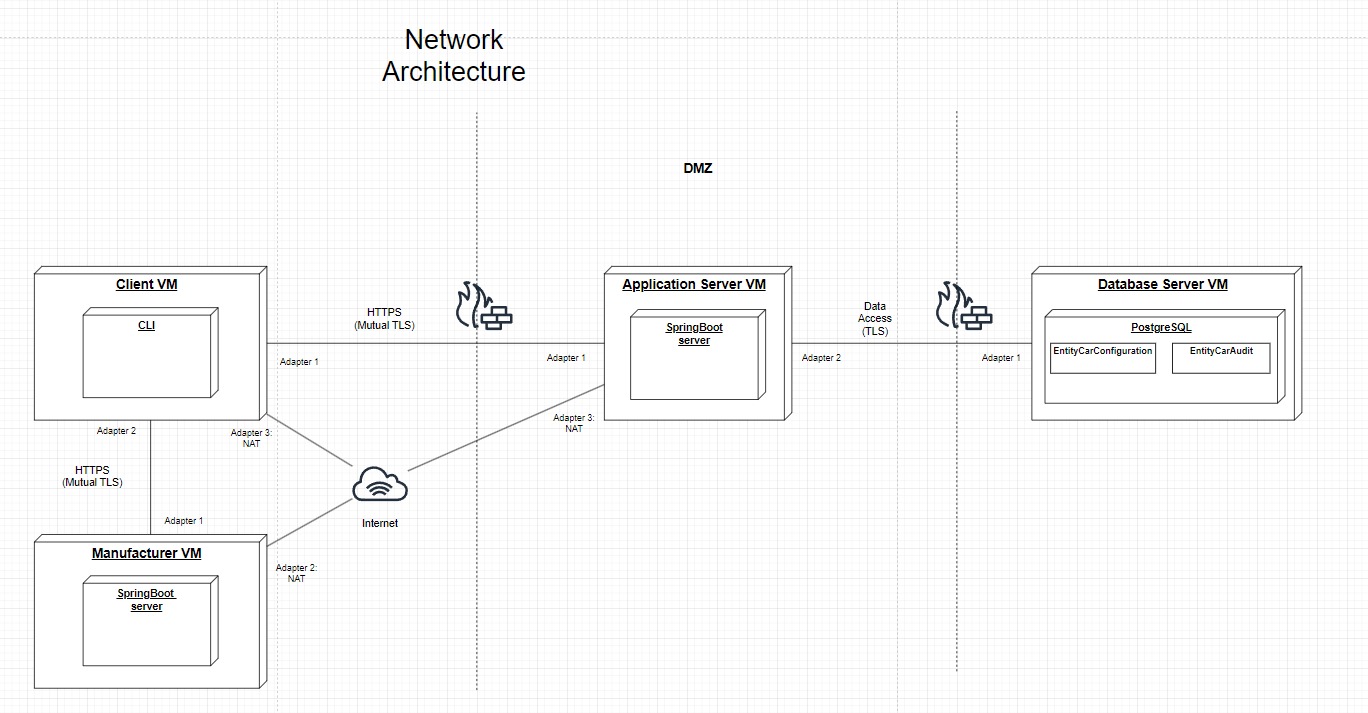 Network
Architecture
DMZ
Client VM
CLI
HTTPS
(Mutual TLS)
Adapter 1
Adapter 1
Application Server VM
SpringBoot
server
Data
Access
(TLS)
Adapter 2
Adapter 1
Database Server VM
PostgreSQL
EntityCarConfiguration
EntityCarAudit
Adapter 2
Adapter 3:
NAT
Adapter 3:
NAT
HTTPS
(Mutual TLS)
Internet
Adapter 1
Manufacturer VM
SpringBoot
server
Adapter 2:
NAT